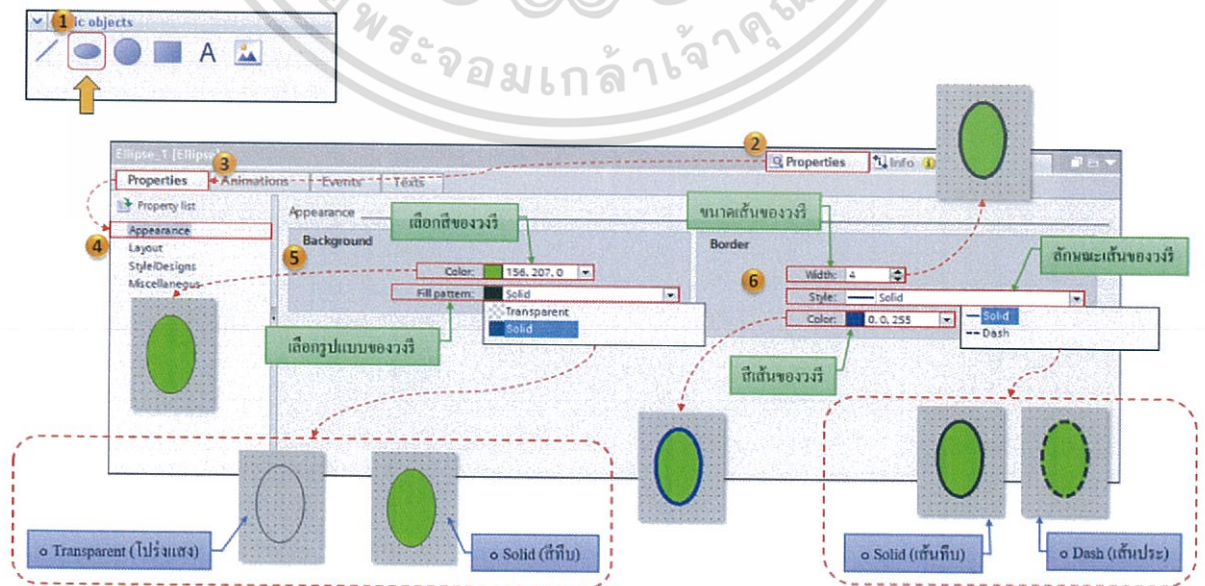 พระจอมเกล้าเจ้าคุณ
1
ic objects
A
2
Ellipse_1 [Ellipse]
3
Properties
Info
Properties
Animations
Events
Texts
Property list
4
Appearance
Layout
Style/Designs
Miscellaneous
Appearance
เลือกสีของวงรี
ขนาดเส้นของวงรี
ลักษณะเส้นของวงรี
5
Background
Color: 156, 207, 0
Fill pattern: Solid
Transparent
Solid
เลือกรูปแบบของวงรี
6
Border
Width: 4
Style: Solid
Color: 0, 0, 255
Solid
Dash
สีเส้นของวงรี
o Transparent (โปร่งแสง)
o Solid (สีทึบ)
o Solid (เส้นทึบ)
o Dash (เส้นประ)